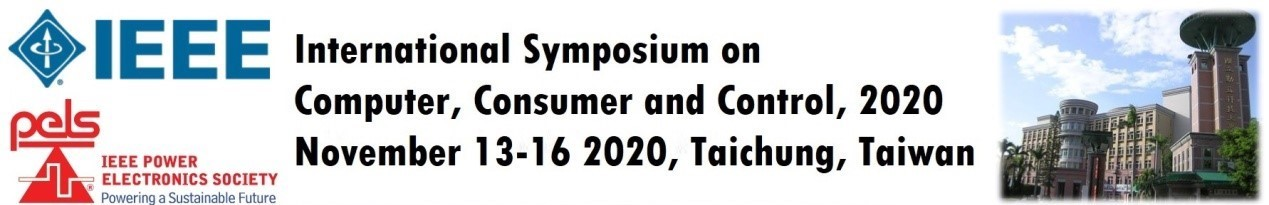 IEEE
®
pels
IEEE POWER
ELECTRONICS SOCIETY
®
Powering a Sustainable Future
International Symposium on
Computer, Consumer and Control, 2020
November 13-16 2020, Taichung, Taiwan